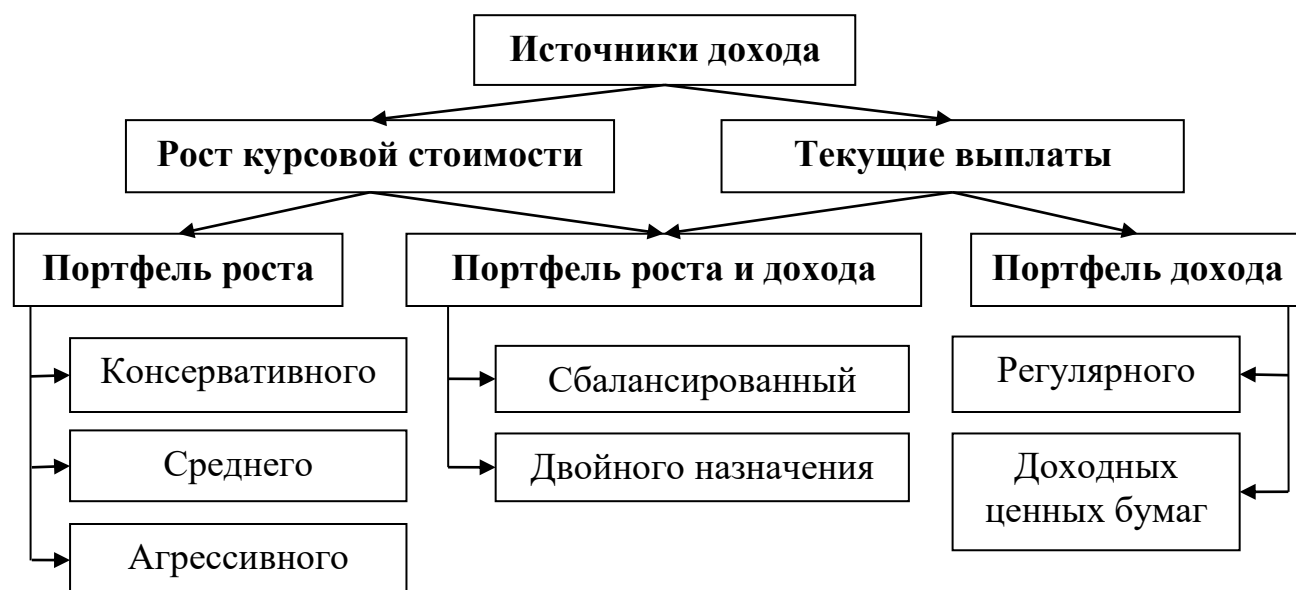 Источники дохода
Рост курсовой стоимости
Текущие выплаты
Портфель роста
Портфель роста и дохода
Портфель дохода
Консервативного
Сбалансированный
Регулярного
Среднего
Двойного назначения
Доходных
ценных бумаг
Агрессивного